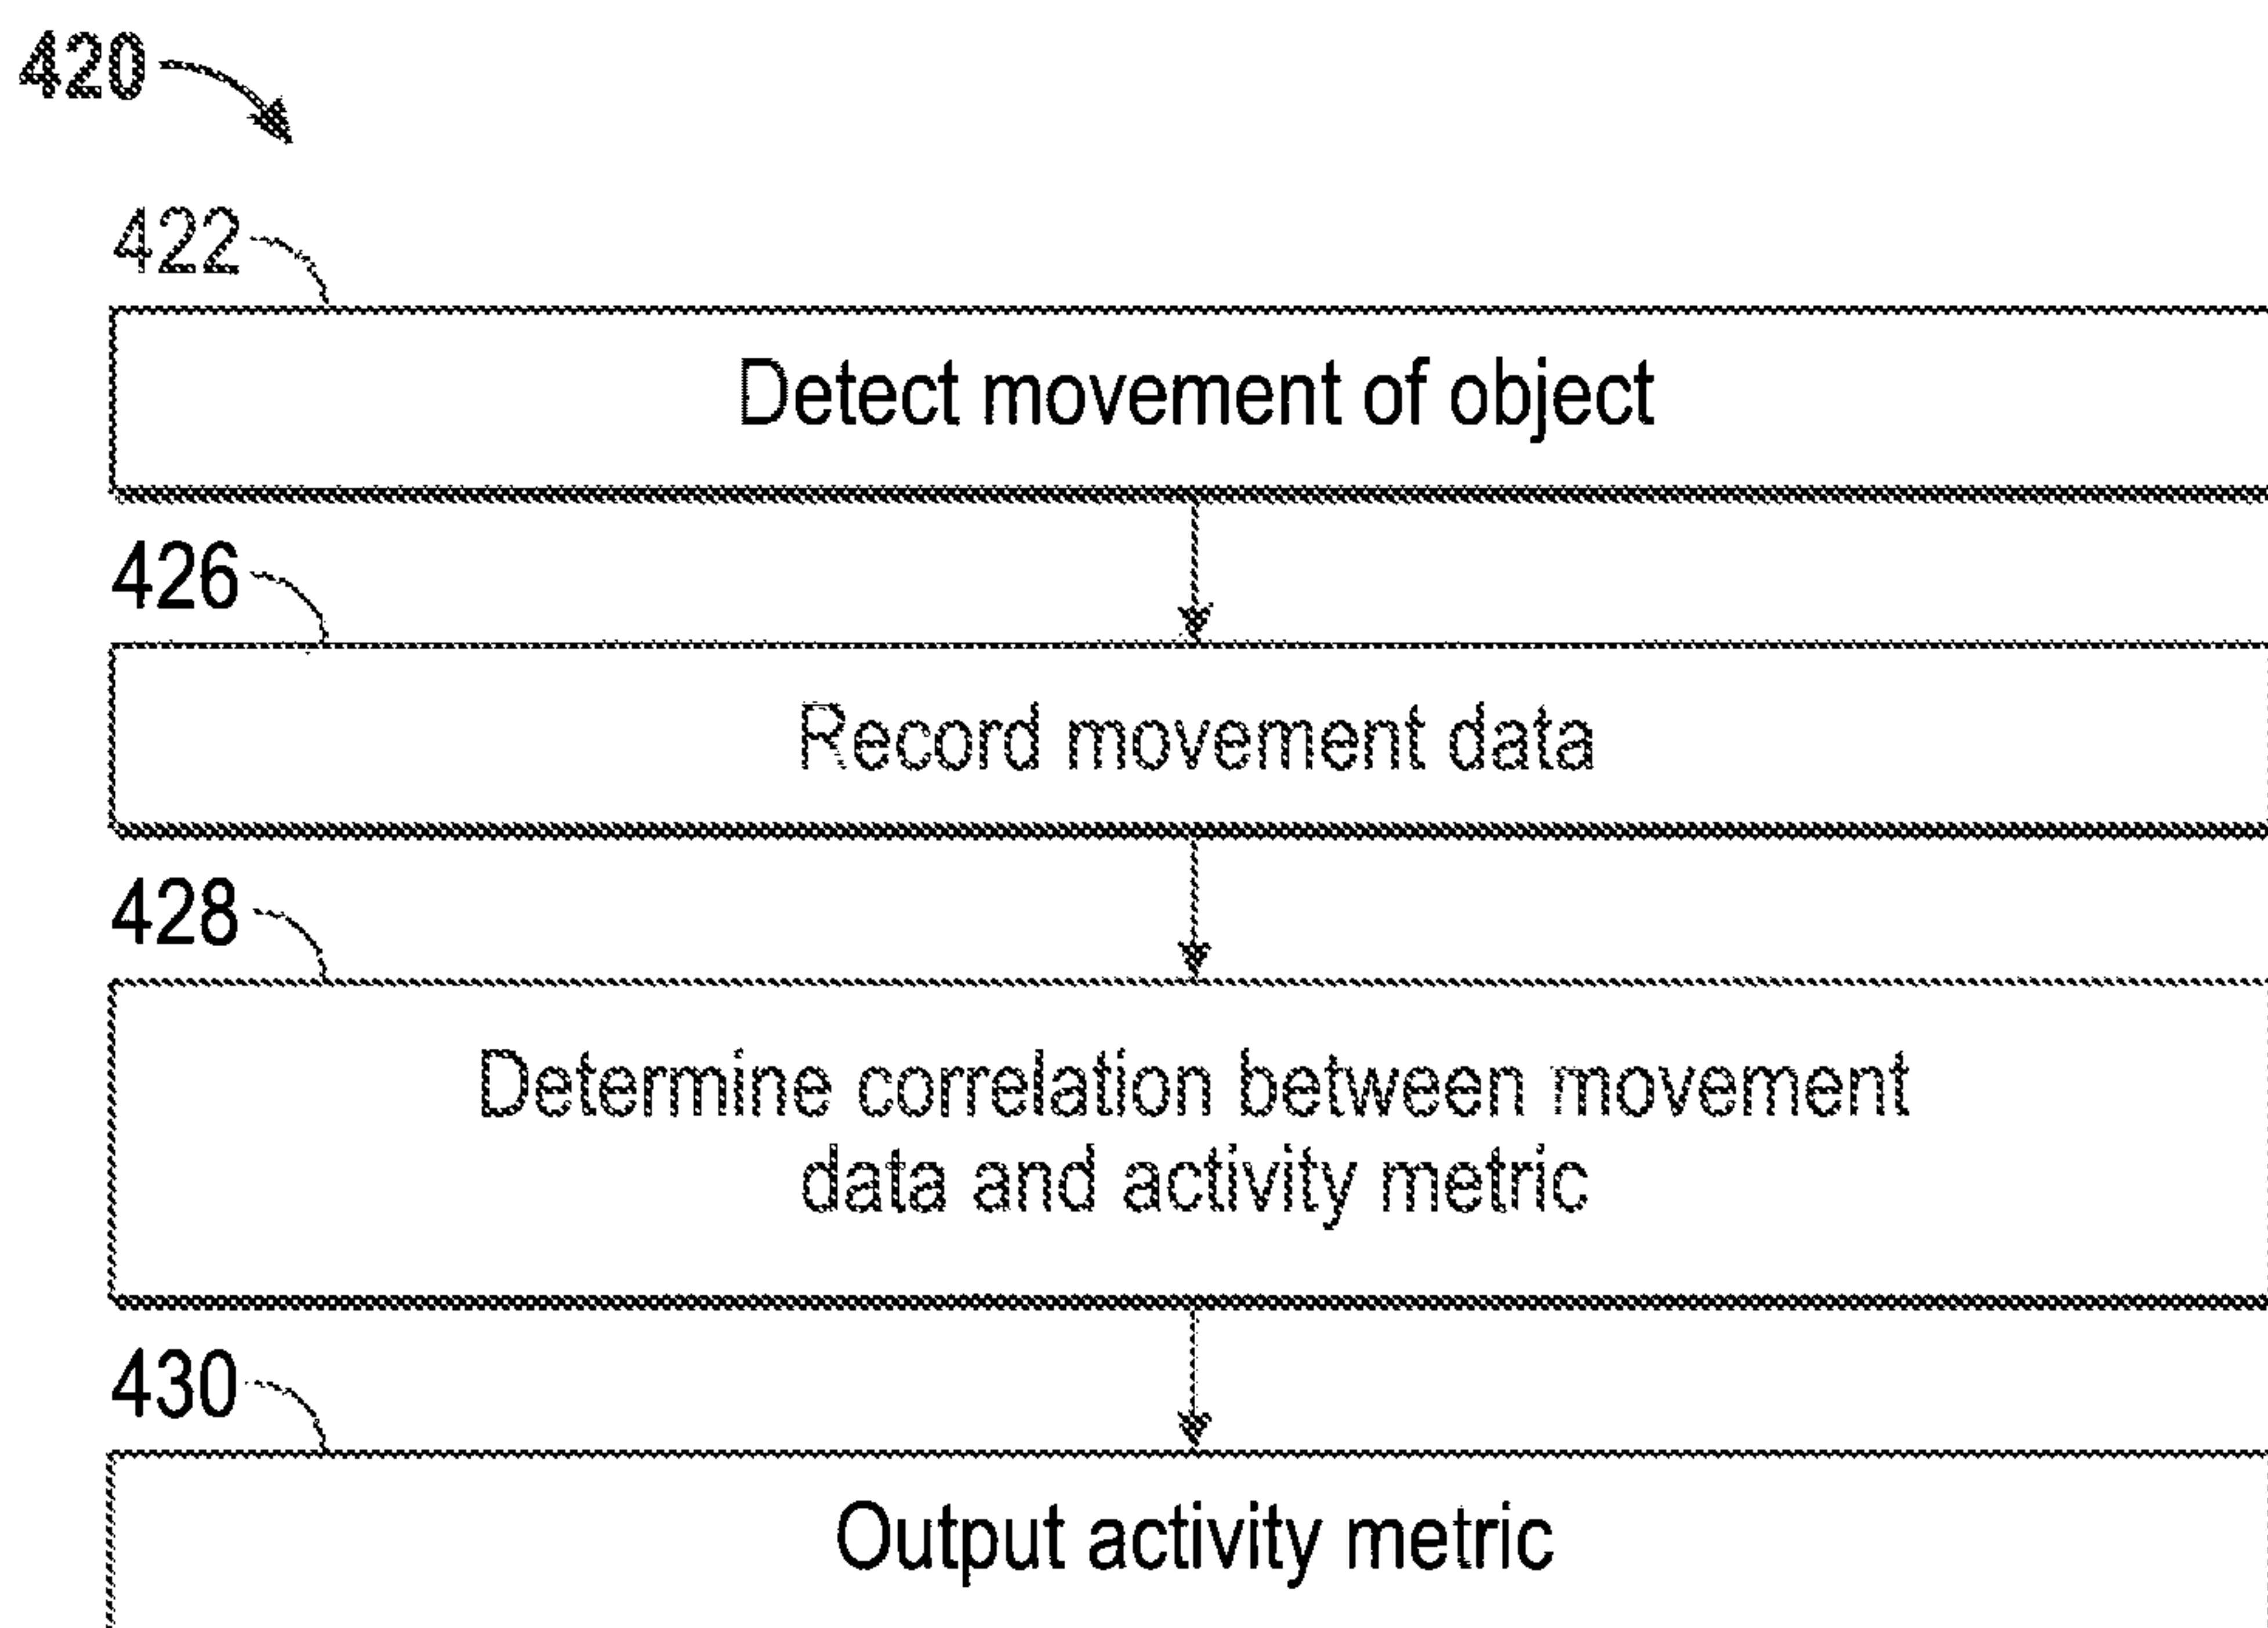 420
422
Detect movement of object
426
Record movement data
428
Determine correlation between movement
data and activity metric
430
Output activity metric